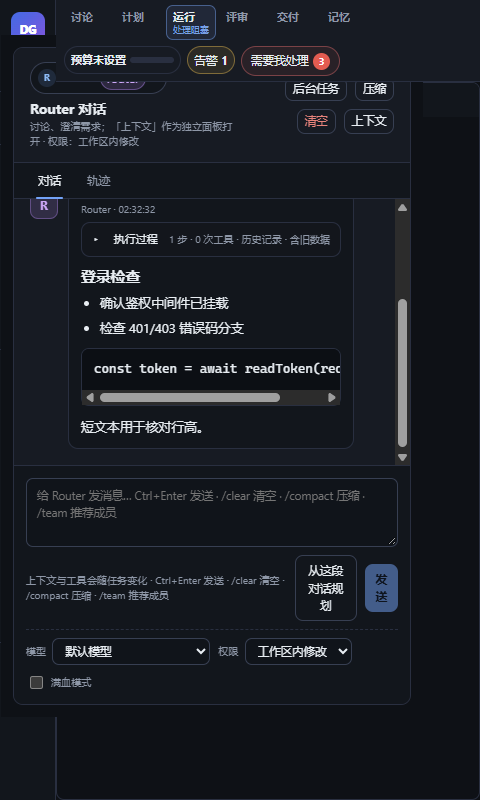 DG
讨论
计划
运行
处理阻塞
评审
交付
记忆
预算未设置
告警 1
需要我处理 3
R
router
Router 对话
讨论、澄清需求；「上下文」作为独立面板打
开 · 权限：工作区内修改
后台任务
压缩
清空
上下文
对话
轨迹
R
Router · 02:32:32
执行过程 1 步 · 0 次工具 · 历史记录 · 含旧数据
登录检查
确认鉴权中间件已挂载
检查 401/403 错误码分支
const token = await readToken(req
短文本用于核对行高。
给 Router 发消息... Ctrl+Enter 发送 · /clear 清空 · /compact 压缩 ·
/team 推荐成员
上下文与工具会随任务变化 · Ctrl+Enter 发送 · /clear 清空 ·
/compact 压缩 · /team 推荐成员
从这段
对话规
划
发
送
模型 默认模型 权限 工作区内修改
满血模式